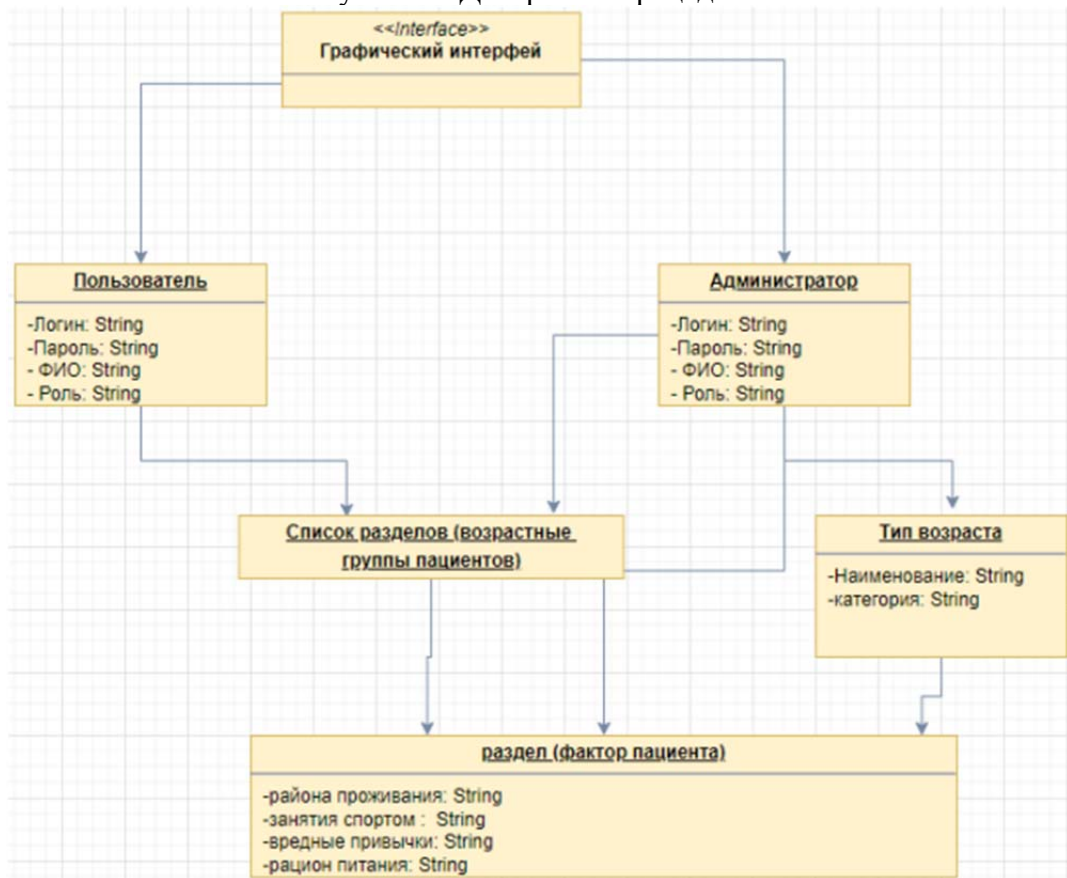 <<Interface>>
Графический интерфей
Пользователь
-Логин: String
-Пароль: String
- ФИО: String
- Роль: String
Администратор
-Логин: String
-Пароль: String
- ФИО: String
- Роль: String
Список разделов (возрастные
группы пациентов)
Тип возраста
-Наименование: String
-категория: String
раздел (фактор пациента)
-района проживания: String
-занятия спортом : String
-вредные привычки: String
-рацион питания: String